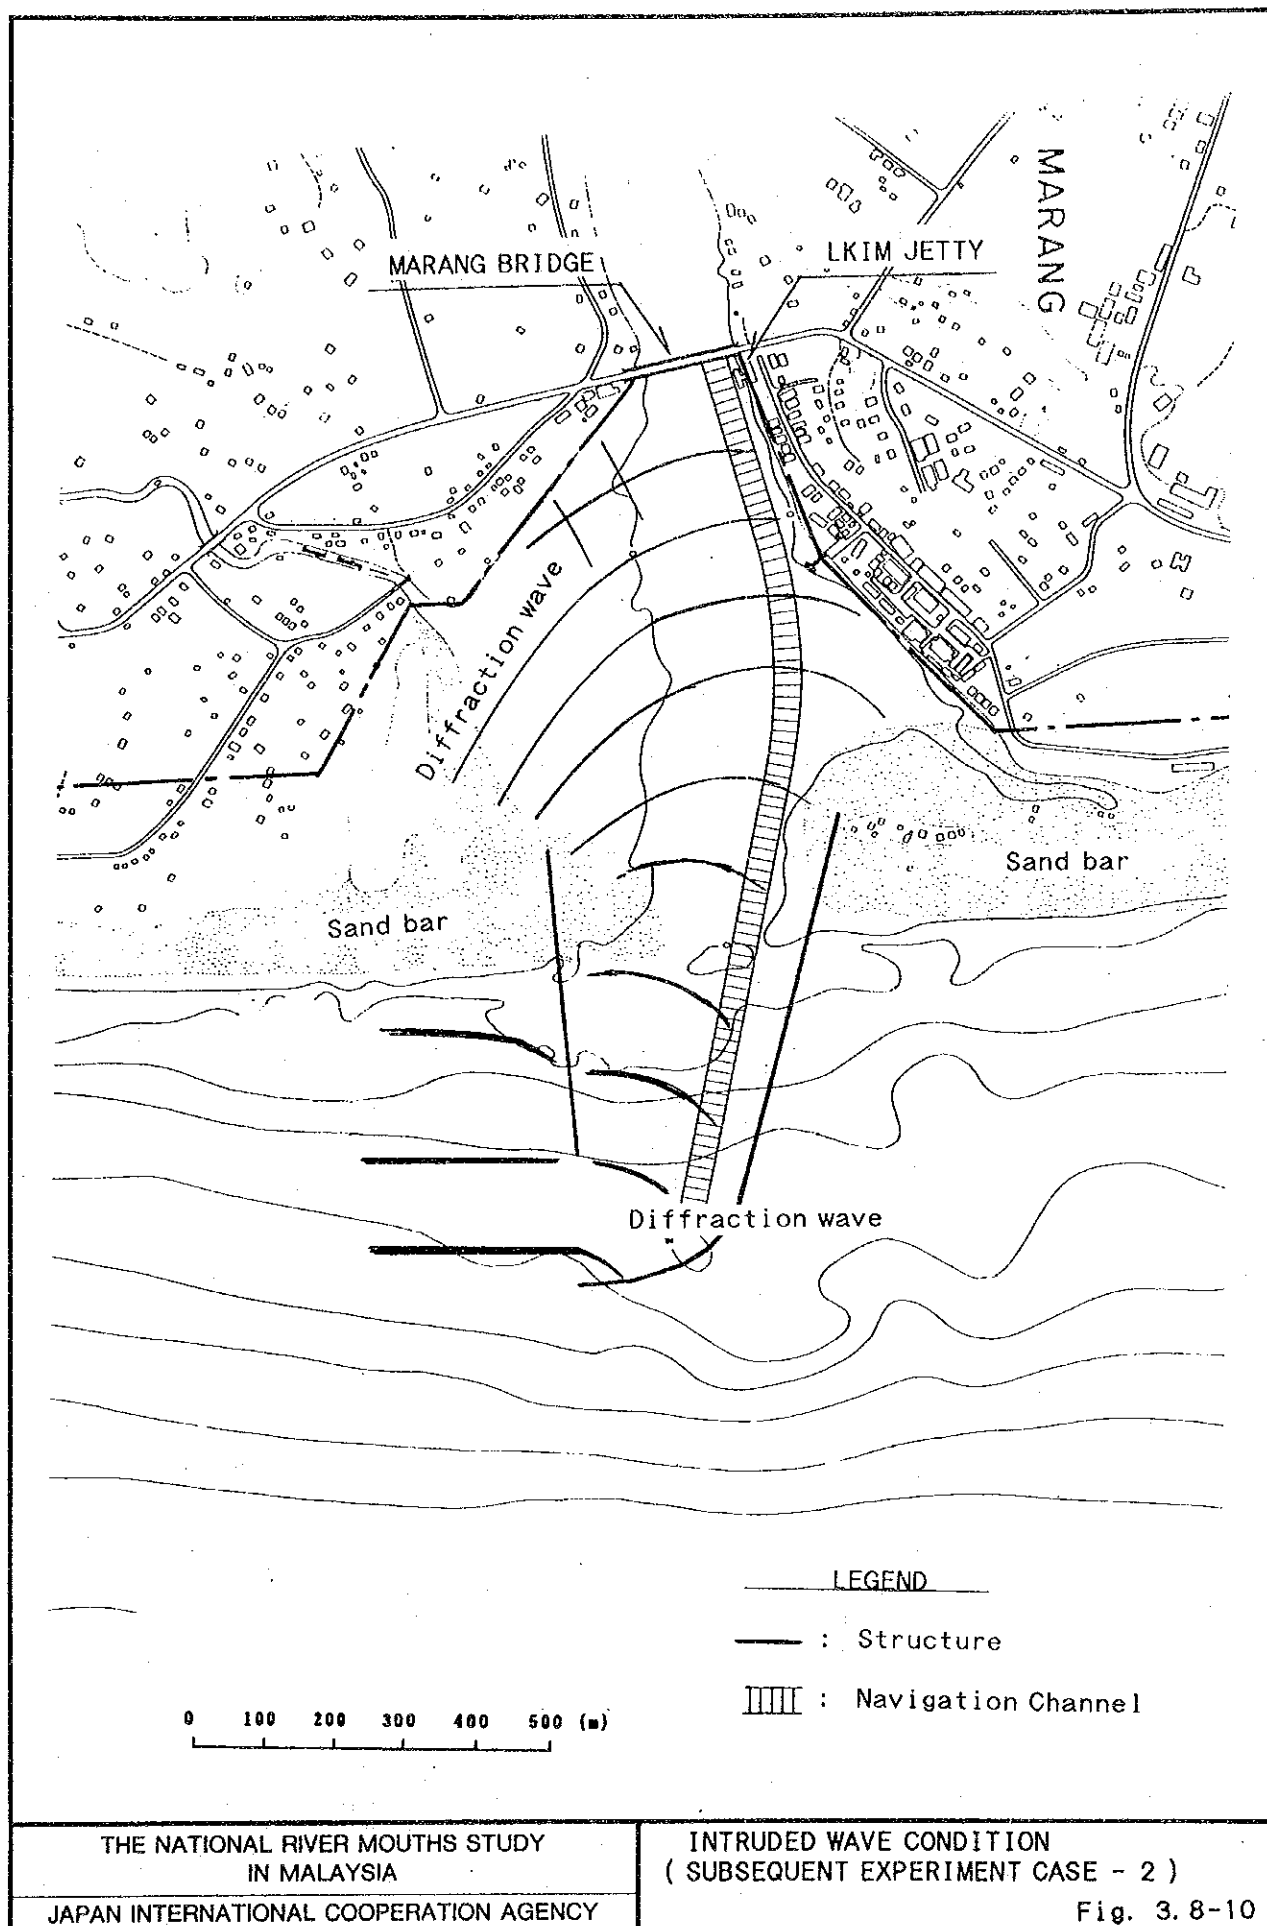 MARANG
MARANG BRIDGE
LKIM JETTY
Diffraction wave
Sand bar
Sand bar
Diffraction wave
LEGEND
: Structure
: Navigation Channel
0 100 200 300 400 500 (m)
THE NATIONAL RIVER MOUTHS STUDY
IN MALAYSIA
JAPAN INTERNATIONAL COOPERATION AGENCY
INTRUDED WAVE CONDITION
( SUBSEQUENT EXPERIMENT CASE - 2 )
Fig. 3.8-10